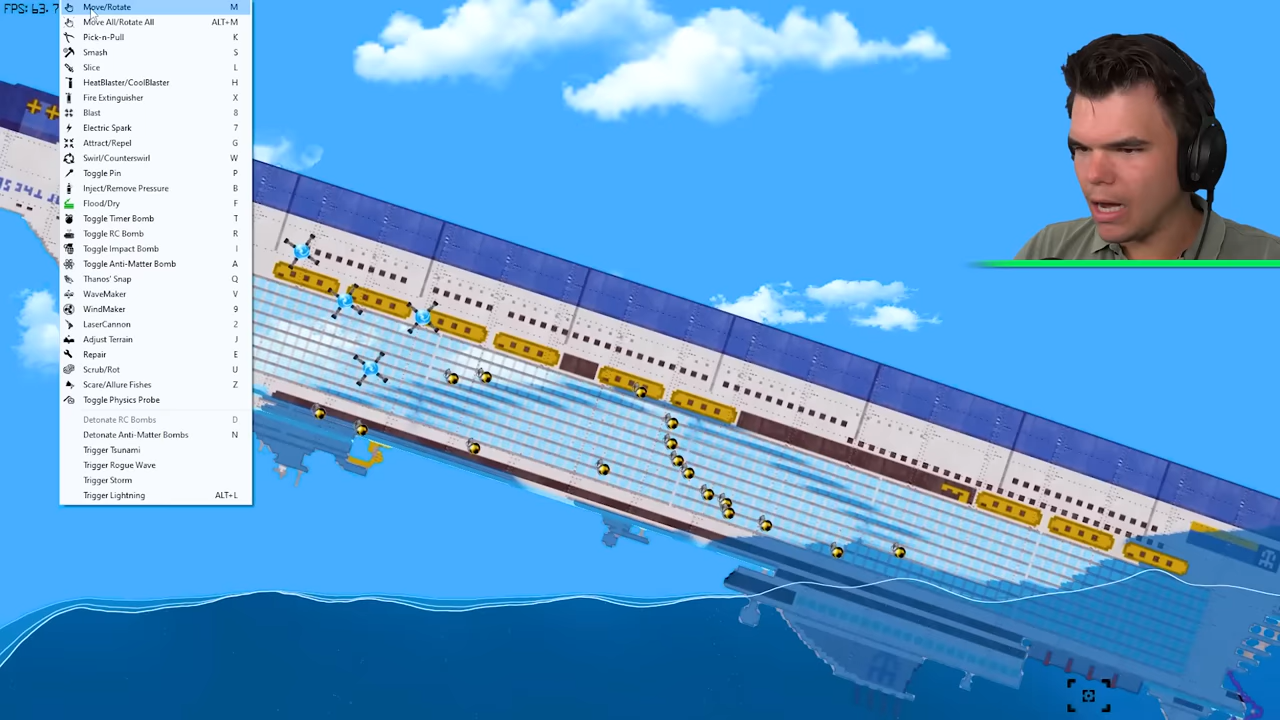 FPS: 63.7
Move/Rotate M
Move All/Rotate All ALT+M
Pick-n-Pull K
Smash S
Slice L
HeatBlaster/CoolBlaster H
Fire Extinguisher X
Blast 8
Electric Spark 7
Attract/Repel G
Swirl/Counterswirl W
Toggle Pin P
Inject/Remove Pressure B
Flood/Dry F
Toggle Timer Bomb T
Toggle RC Bomb R
Toggle Impact Bomb I
Toggle Anti-Matter Bomb A
Thanos' Snap Q
WaveMaker V
WindMaker 9
LaserCannon 2
Adjust Terrain J
Repair E
Scrub/Rot U
Scare/Allure Fishes Z
Toggle Physics Probe
Detonate RC Bombs D
Detonate Anti-Matter Bombs N
Trigger Tsunami
Trigger Rogue Wave
Trigger Storm
Trigger Lightning ALT+L